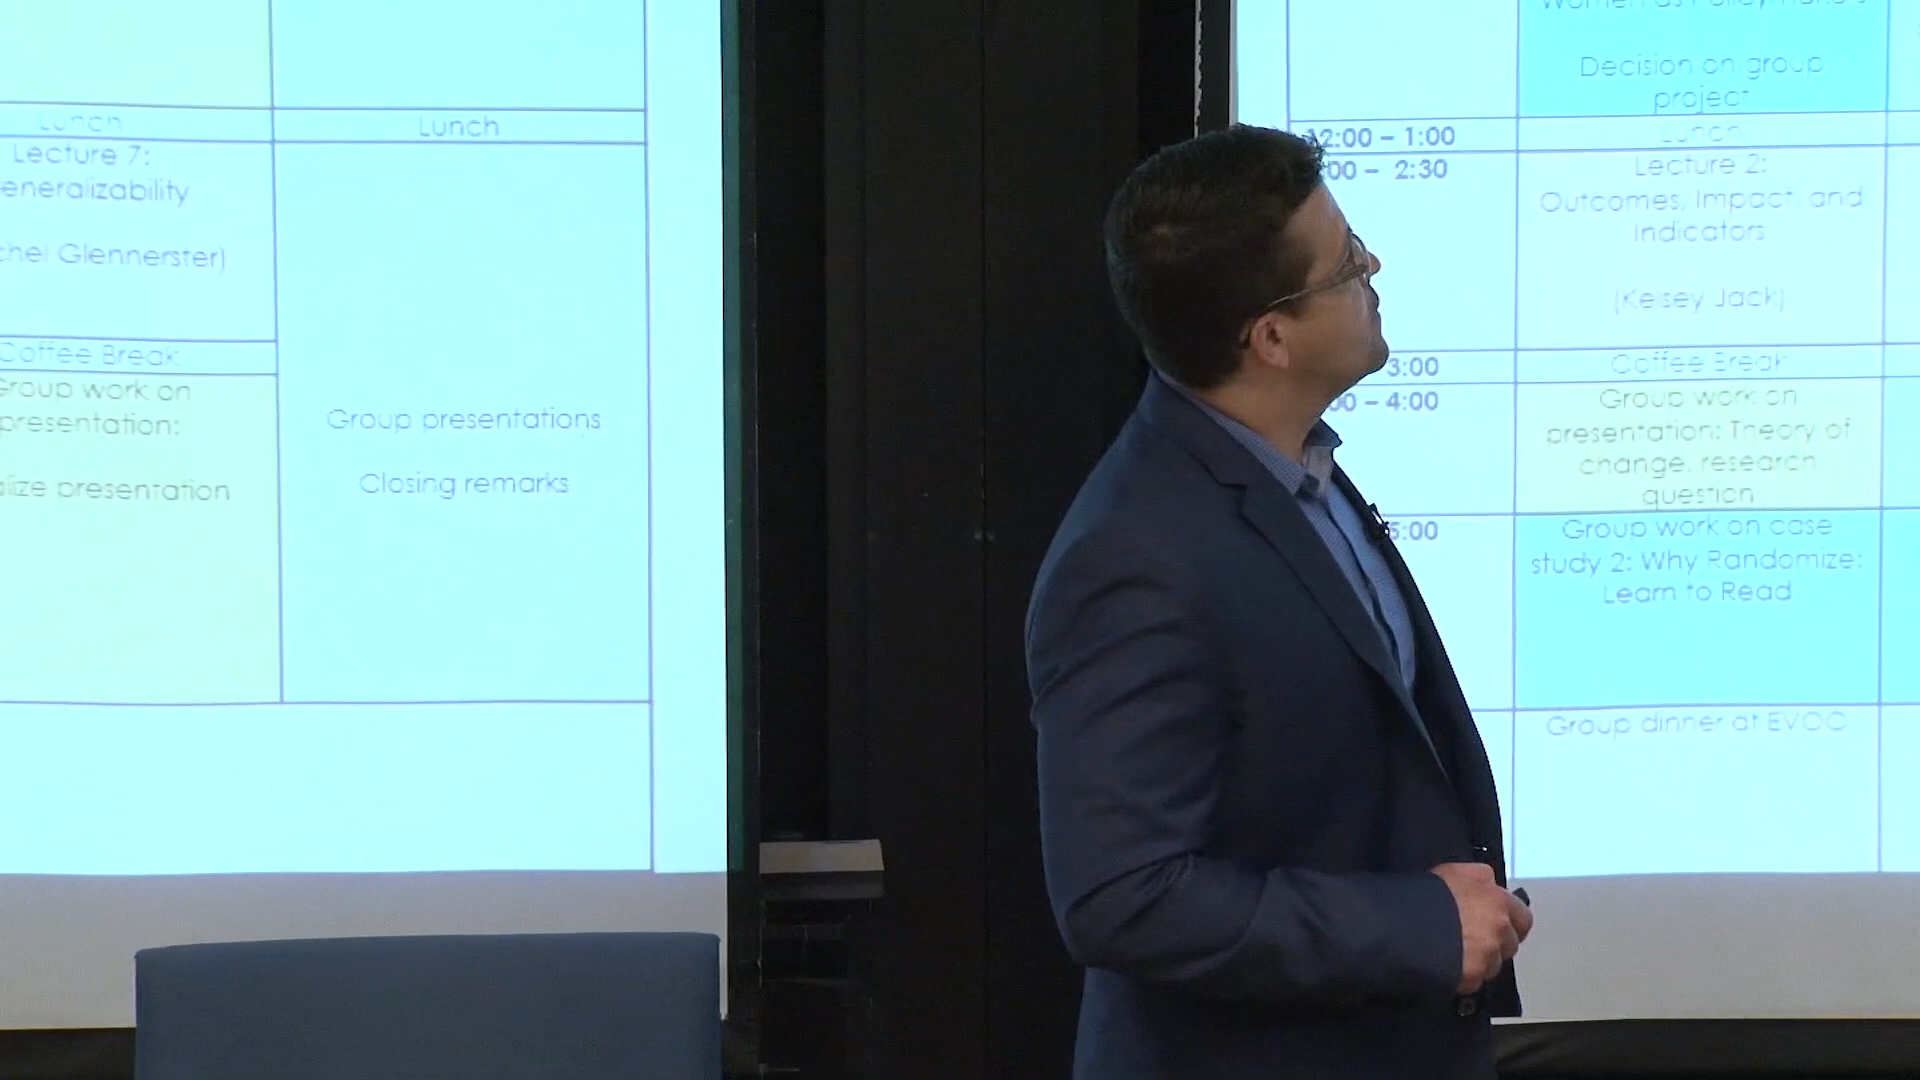 Lunch
Lecture 7:
eneralizability
chel Glennerster)
Coffee Break
Group work on
presentation:
alize presentation
Lunch
Group presentations
Closing remarks
Decision on group
project
12:00 – 1:00
Lunch
:00 – 2:30
Lecture 2:
Outcomes, Impact, and
Indicators
(Kelsey Jack)
3:00
Coffee Break
00 – 4:00
Group work on
presentation: Theory of
change, research
question
5:00
Group work on case
study 2: Why Randomize:
Learn to Read
Group dinner at EVOO